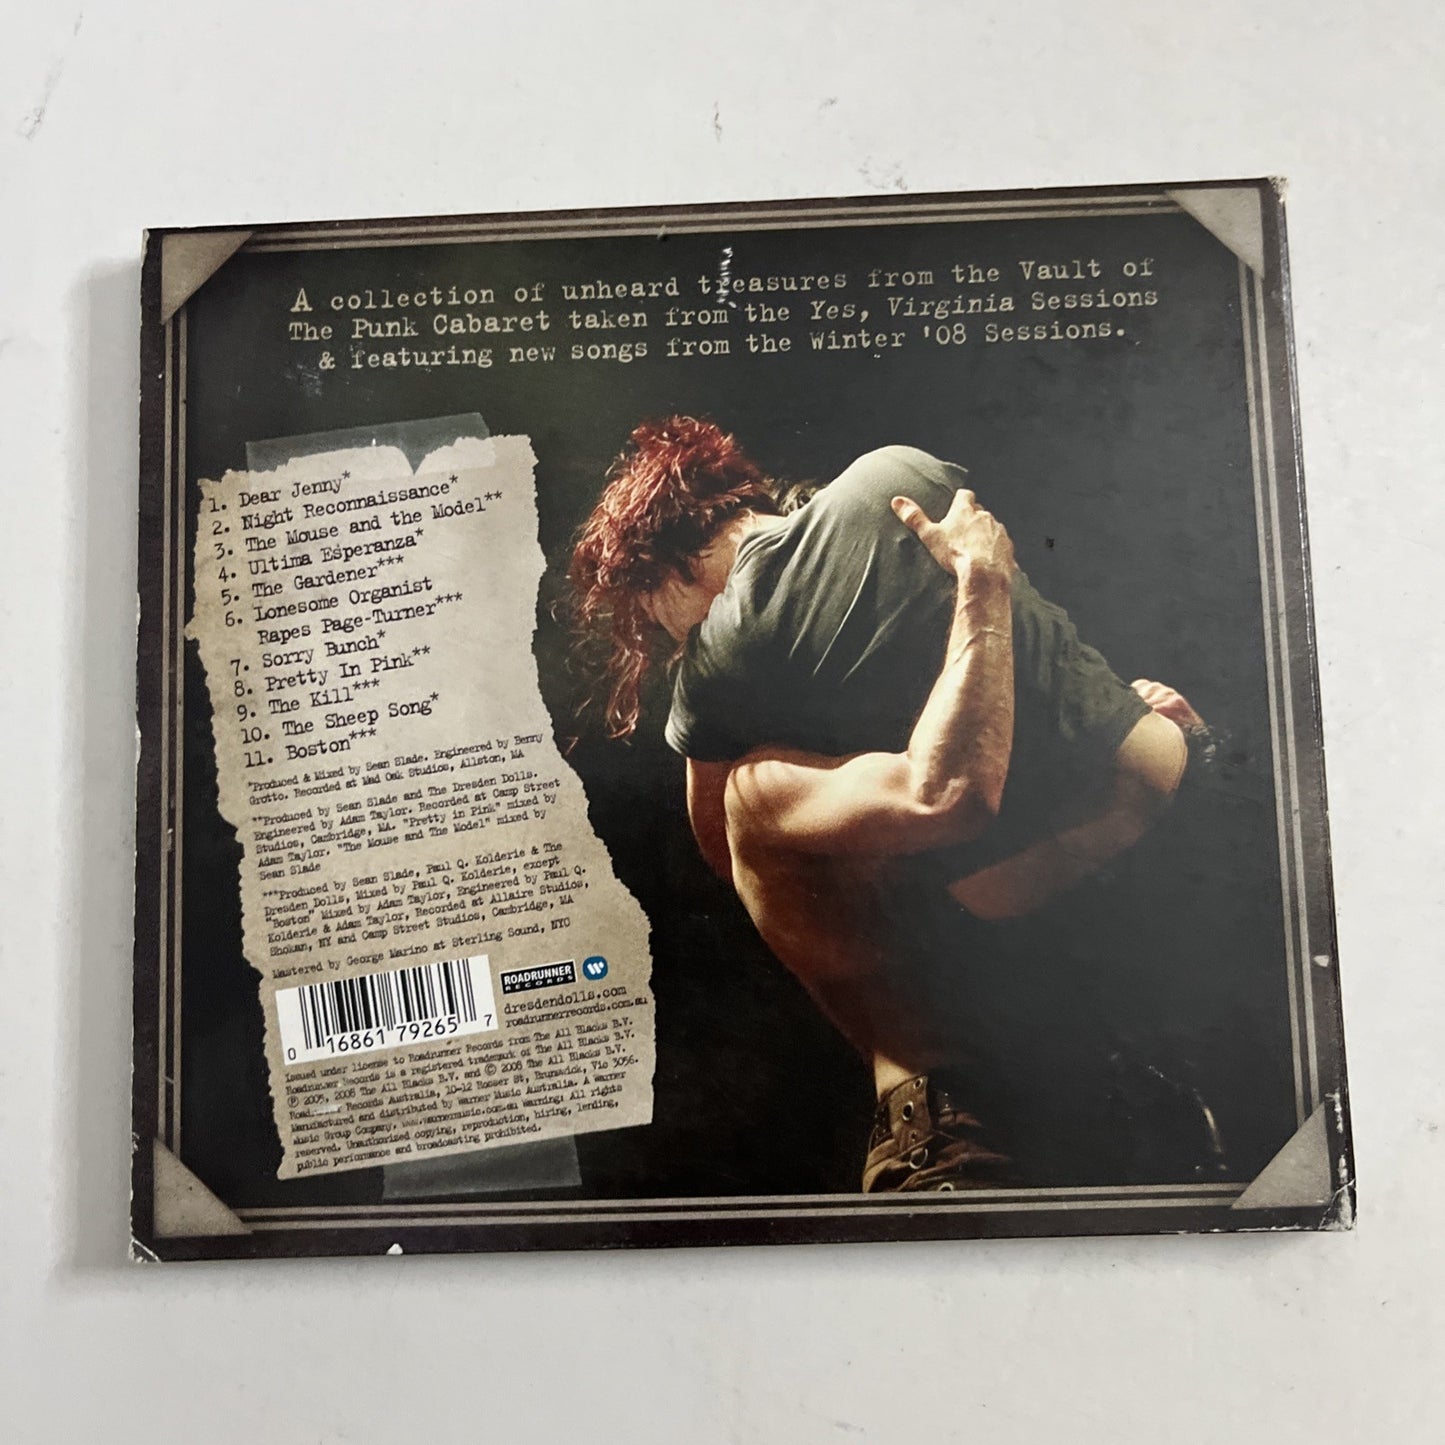 A collection of unheard treasures from the Vault of
The Punk Cabaret taken from the Yes, Virginia Sessions
& featuring new songs from the Winter '08 Sessions.
1. Dear Jenny*
2. Night Reconnaissance*
3. The Mouse and the Model**
4. Ultima Esperanza*
5. The Gardener***
6. Lonesome Organist
Rapes Page-Turner***
7. Sorry Bunch*
8. Pretty In Pink**
9. The Kill***
10. The Sheep Song*
11. Boston***
*Produced & Mixed by Sean Slade. Engineered by Benny
Grotto. Recorded at Mad Oak Studios, Allston, MA
**Produced by Sean Slade and The Dresden Dolls.
Engineered by Adam Taylor. Recorded at Camp Street
Studios, Cambridge, MA. "Pretty in Pink" mixed by
Adam Taylor. "The Mouse and The Model" mixed by
Sean Slade
***Produced by Sean Slade, Paul Q. Kolderie & The
Dresden Dolls, Mixed by Paul Q. Kolderie, except
"Boston" Mixed by Adam Taylor, Engineered by Paul Q.
Kolderie & Adam Taylor, Recorded at Allaire Studios,
Shokan, NY and Camp Street Studios, Cambridge, MA
Mastered by George Marino at Sterling Sound, NYC
ROADRUNNER
RECORDS
dresdendolls.com
roadrunnerrecords.com.au
0 16861 79265 7
Issued under license to Roadrunner Records from The All Blacks B.V.
Roadrunner Records is a registered trademark of The All Blacks B.V.
℗ 2005, 2008 The All Blacks B.V. and © 2008 The All Blacks B.V.
Roadrunner Records Australia, 10-12 Rosser St, Brunswick, Vic 3056.
Manufactured and distributed by Warner Music Australia. A Warner
Music Group Company, www.warnermusic.com.au Warning: All rights
reserved. Unauthorized copying, reproduction, hiring, lending,
public performance and broadcasting prohibited.